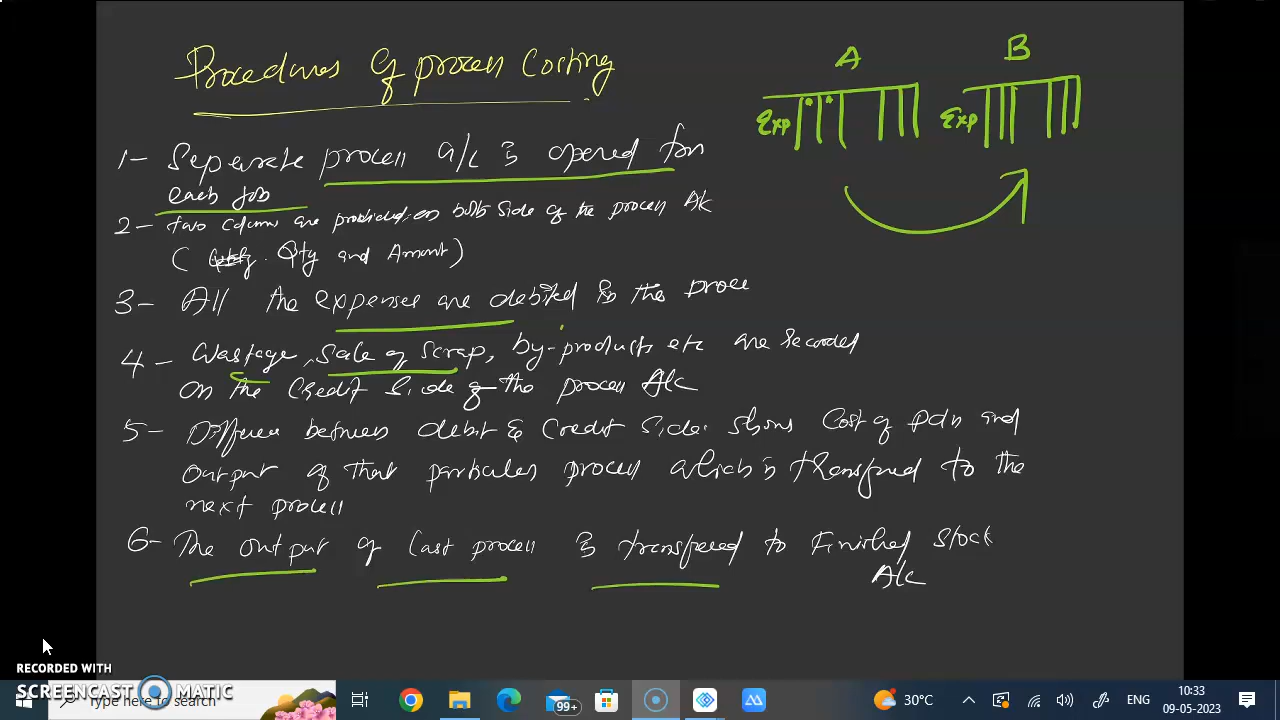 Procedures of process Costing
A
B
Exp
Exp
1- Seperate process a/c is opened for
each Job
2- two column are provided on both side of the process A/c
( Qty and Amount )
3- All the expenses are debited to the process
4- Wastage, Sale of Scrap, by-products etc are recorded
on the Credit Side of the process A/c
5- Difference between debit & Credit Side shows Cost of Pdn and
output of that particular process which is transferred to the
next process
6- The output of last process is transferred to Finished Stock
A/c
RECORDED WITH
SCREENCAST MATIC
Type here to search
99+
30°C
ENG
10:33
09-05-2023